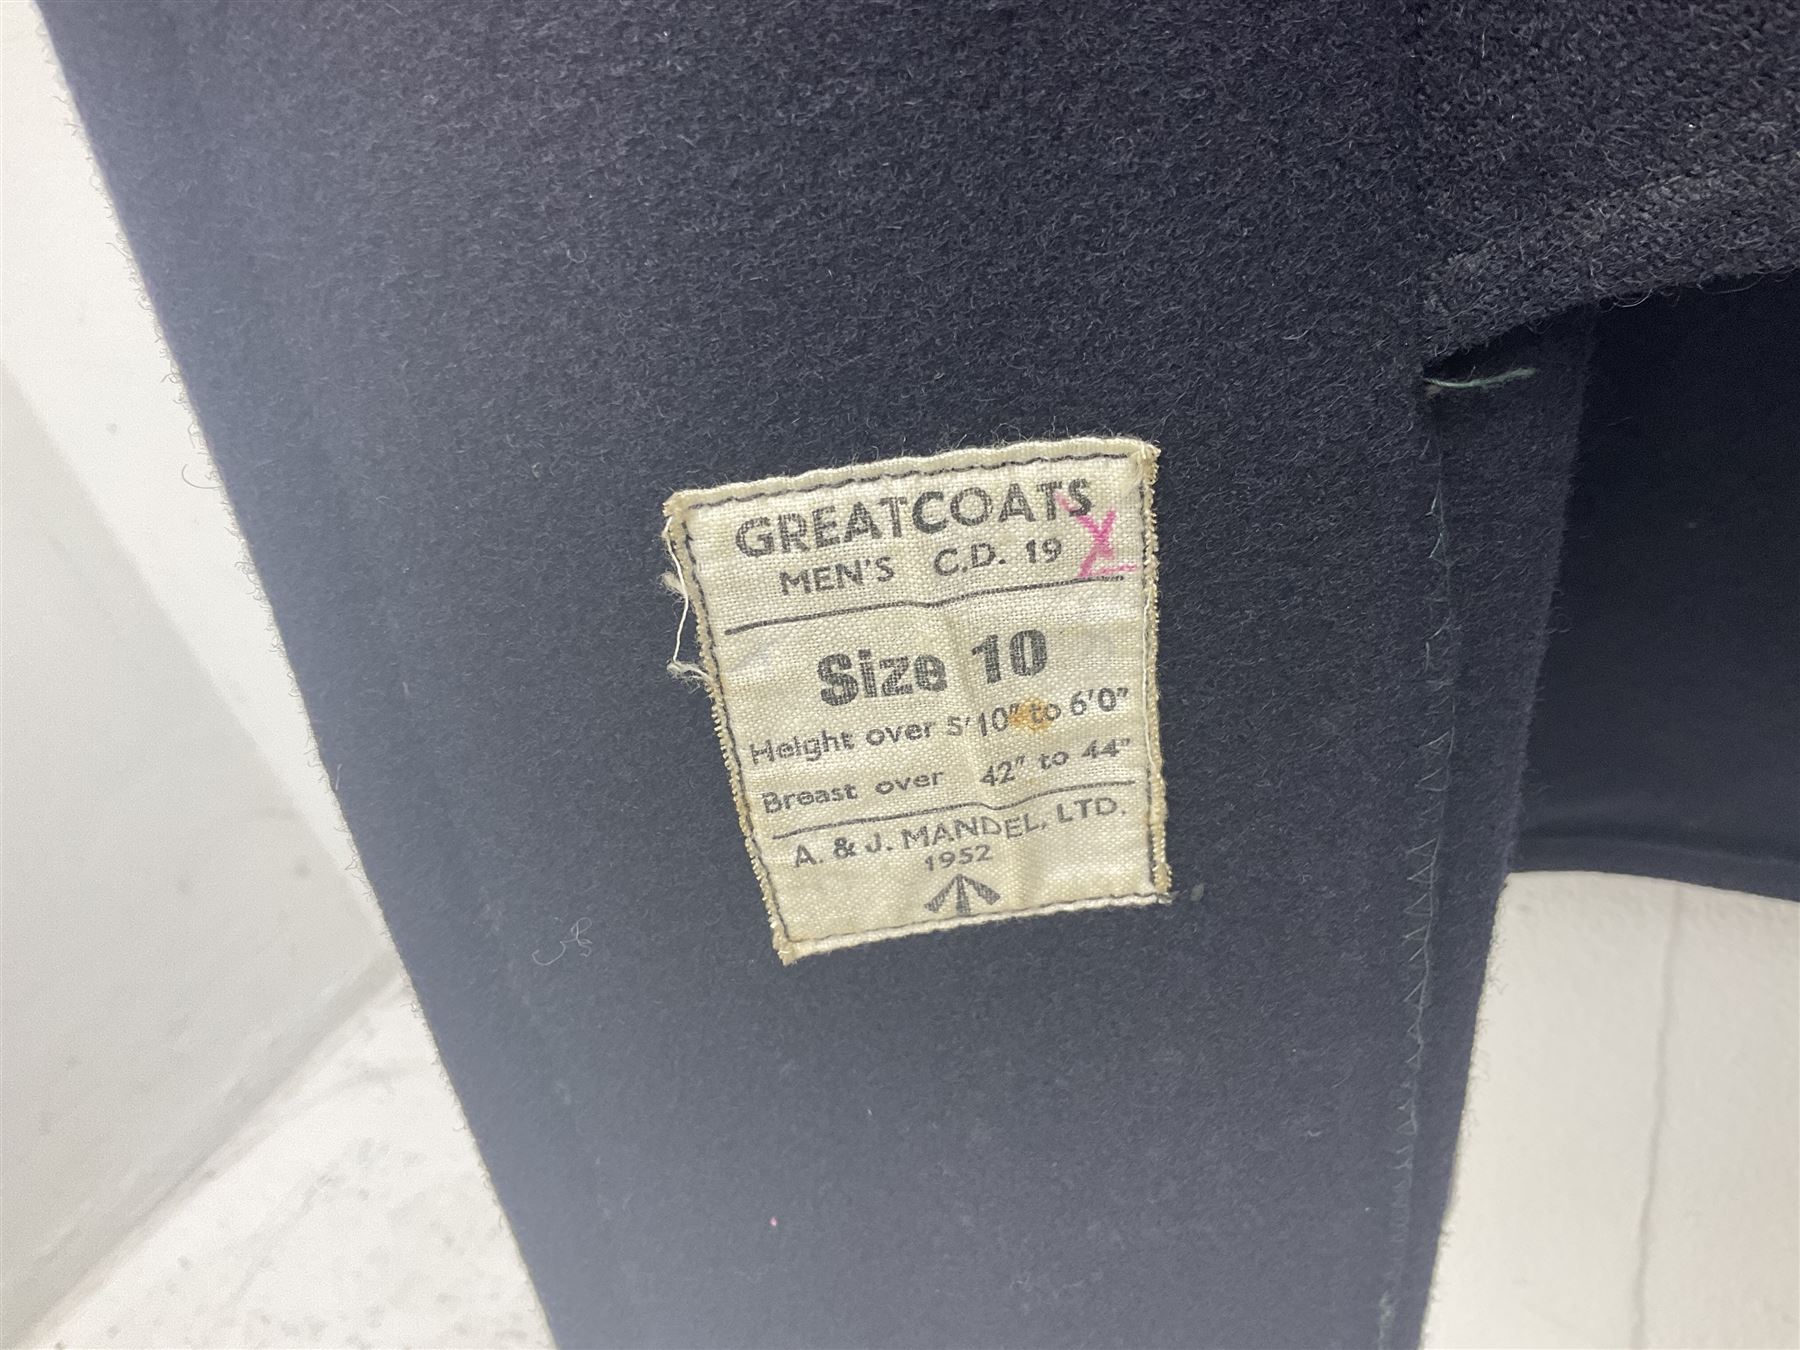 GREATCOATS
MEN'S C.D. 19
Size 10
Height over 5'10" to 6'0"
Breast over 42" to 44"
A. & J. MANDEL, LTD.
1952